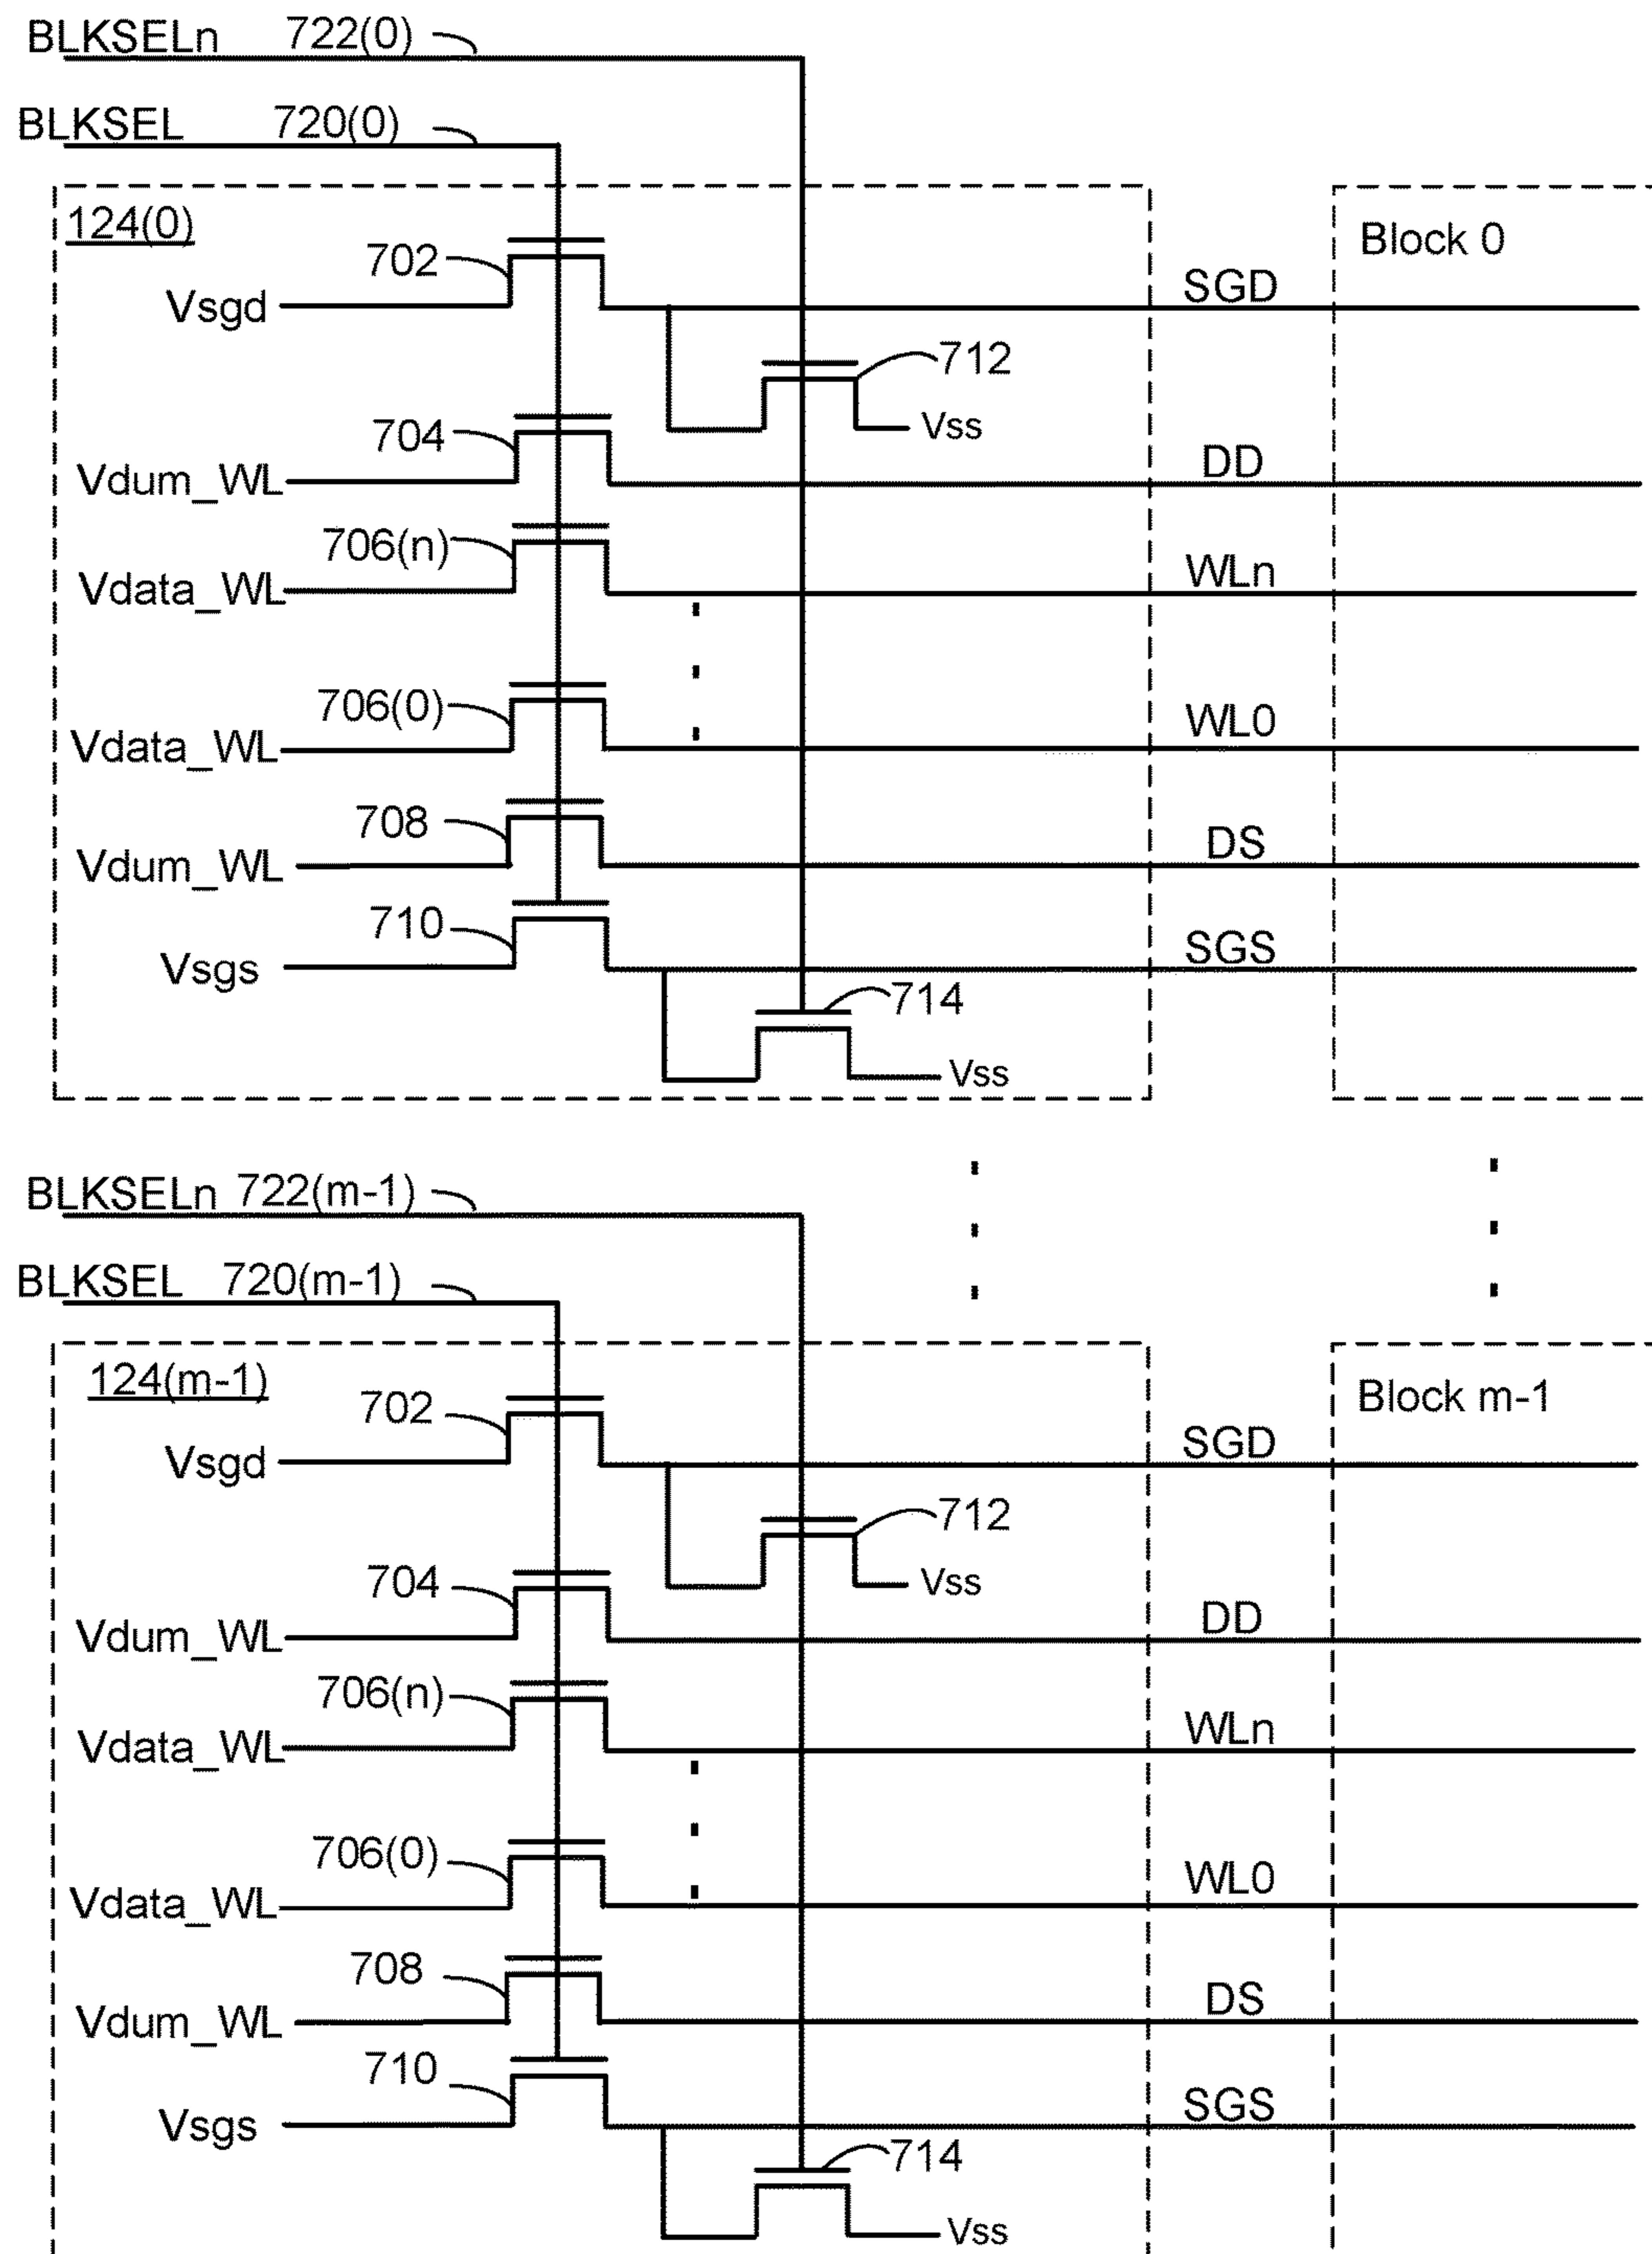 BLKSELn 722(0)
BLKSEL 720(0)
124(0)
Block 0
702
Vsgd
SGD
712
Vss
704
Vdum_WL
DD
706(n)
Vdata_WL
WLn
706(0)
Vdata_WL
WL0
708
Vdum_WL
DS
710
Vsgs
SGS
714
Vss
BLKSELn 722(m-1)
BLKSEL 720(m-1)
124(m-1)
Block m-1
702
Vsgd
SGD
712
Vss
704
Vdum_WL
DD
706(n)
Vdata_WL
WLn
706(0)
Vdata_WL
WL0
708
Vdum_WL
DS
710
Vsgs
SGS
714
Vss